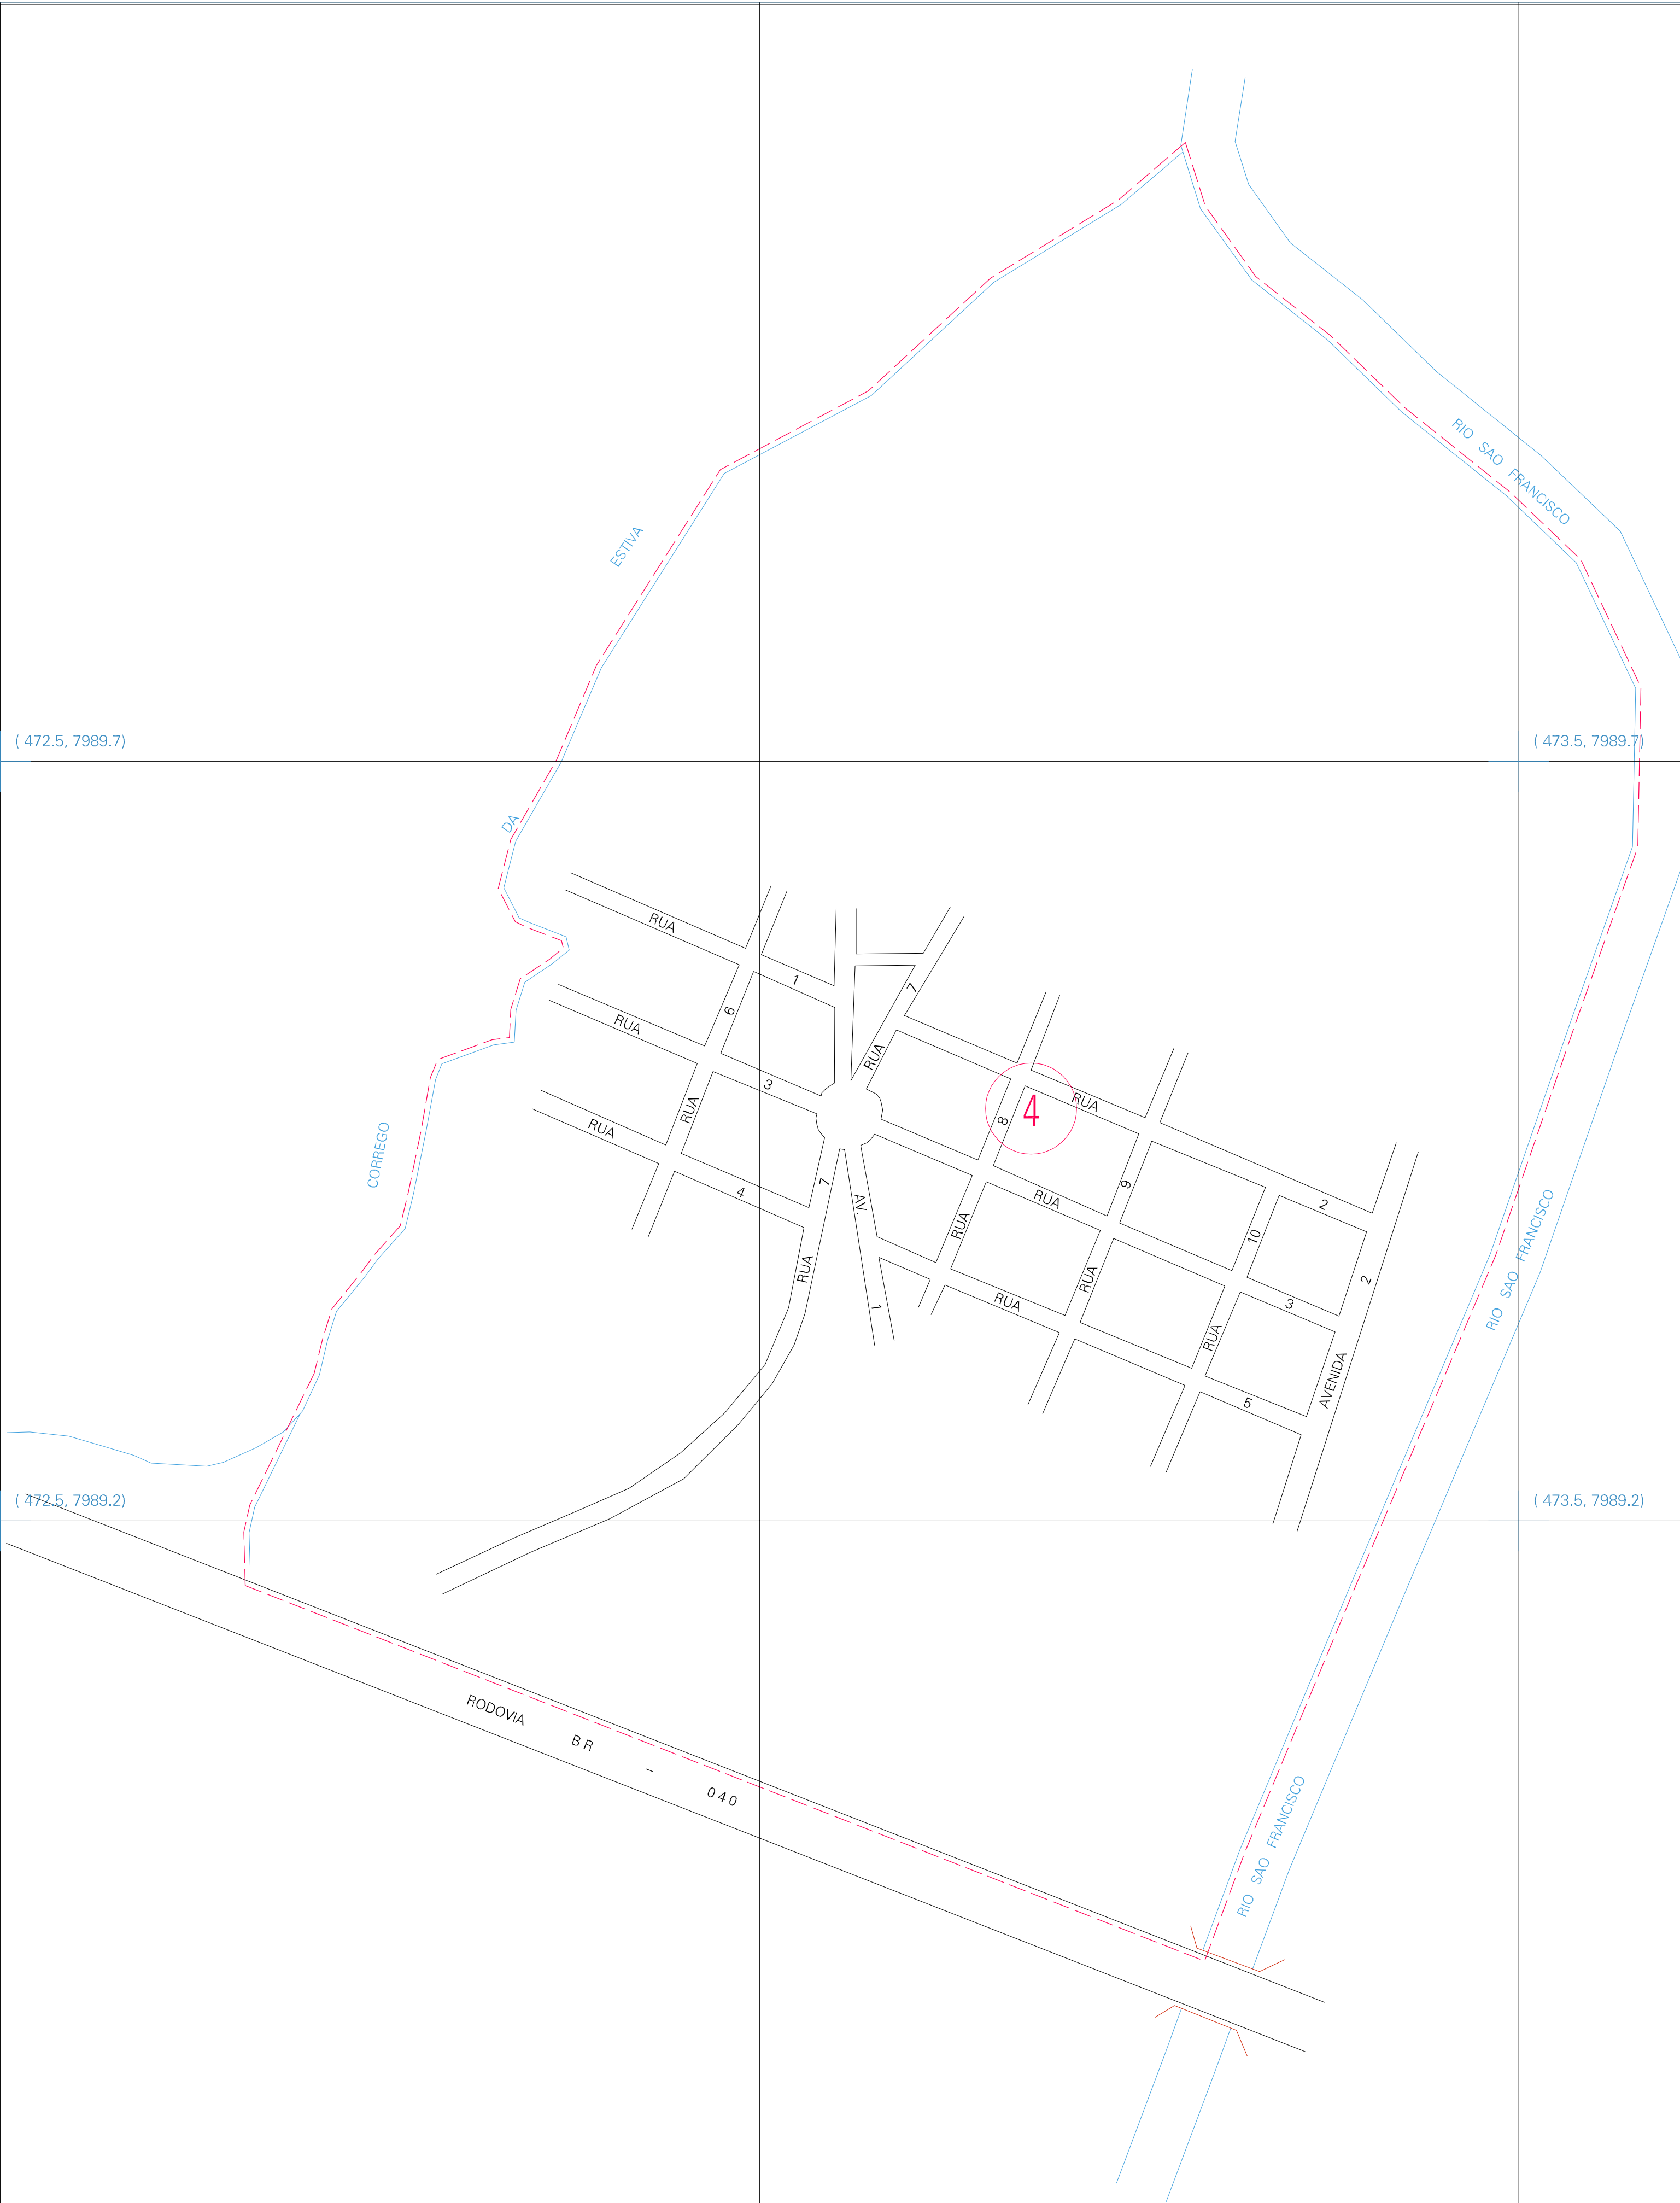 RIO SAO FRANCISCO
ESTIVA
( 472.5, 7989.7)
( 473.5, 7989.7)
DA
RUA
1
7
6
RUA
RUA
3
RUA
RUA
8
4
RUA
RUA
4
CORREGO
7
AV.
RUA
9
2
RUA
10
RIO SAO FRANCISCO
RUA
RUA
2
RUA
1
RUA
3
RUA
AVENIDA
5
( 472.5, 7989.2)
( 473.5, 7989.2)
RODOVIA BR - 040
RIO SAO FRANCISCO